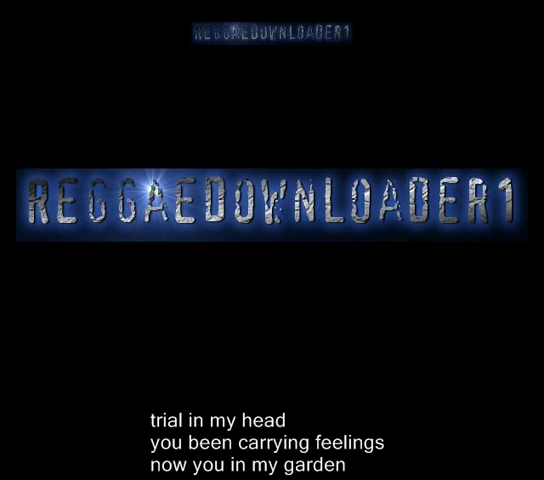 REGGAEDOWNLOADER1
REGGAEDOWNLOADER1
trial in my head
you been carrying feelings
now you in my garden